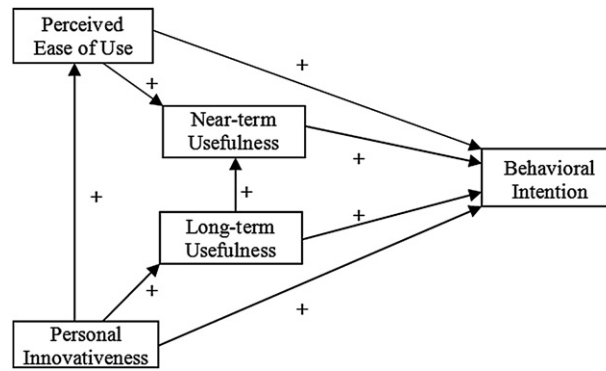 Perceived
Ease of Use
+
+
Near-term
Usefulness
+
Behavioral
Intention
+
+
Long-term
Usefulness
+
+
+
Personal
Innovativeness